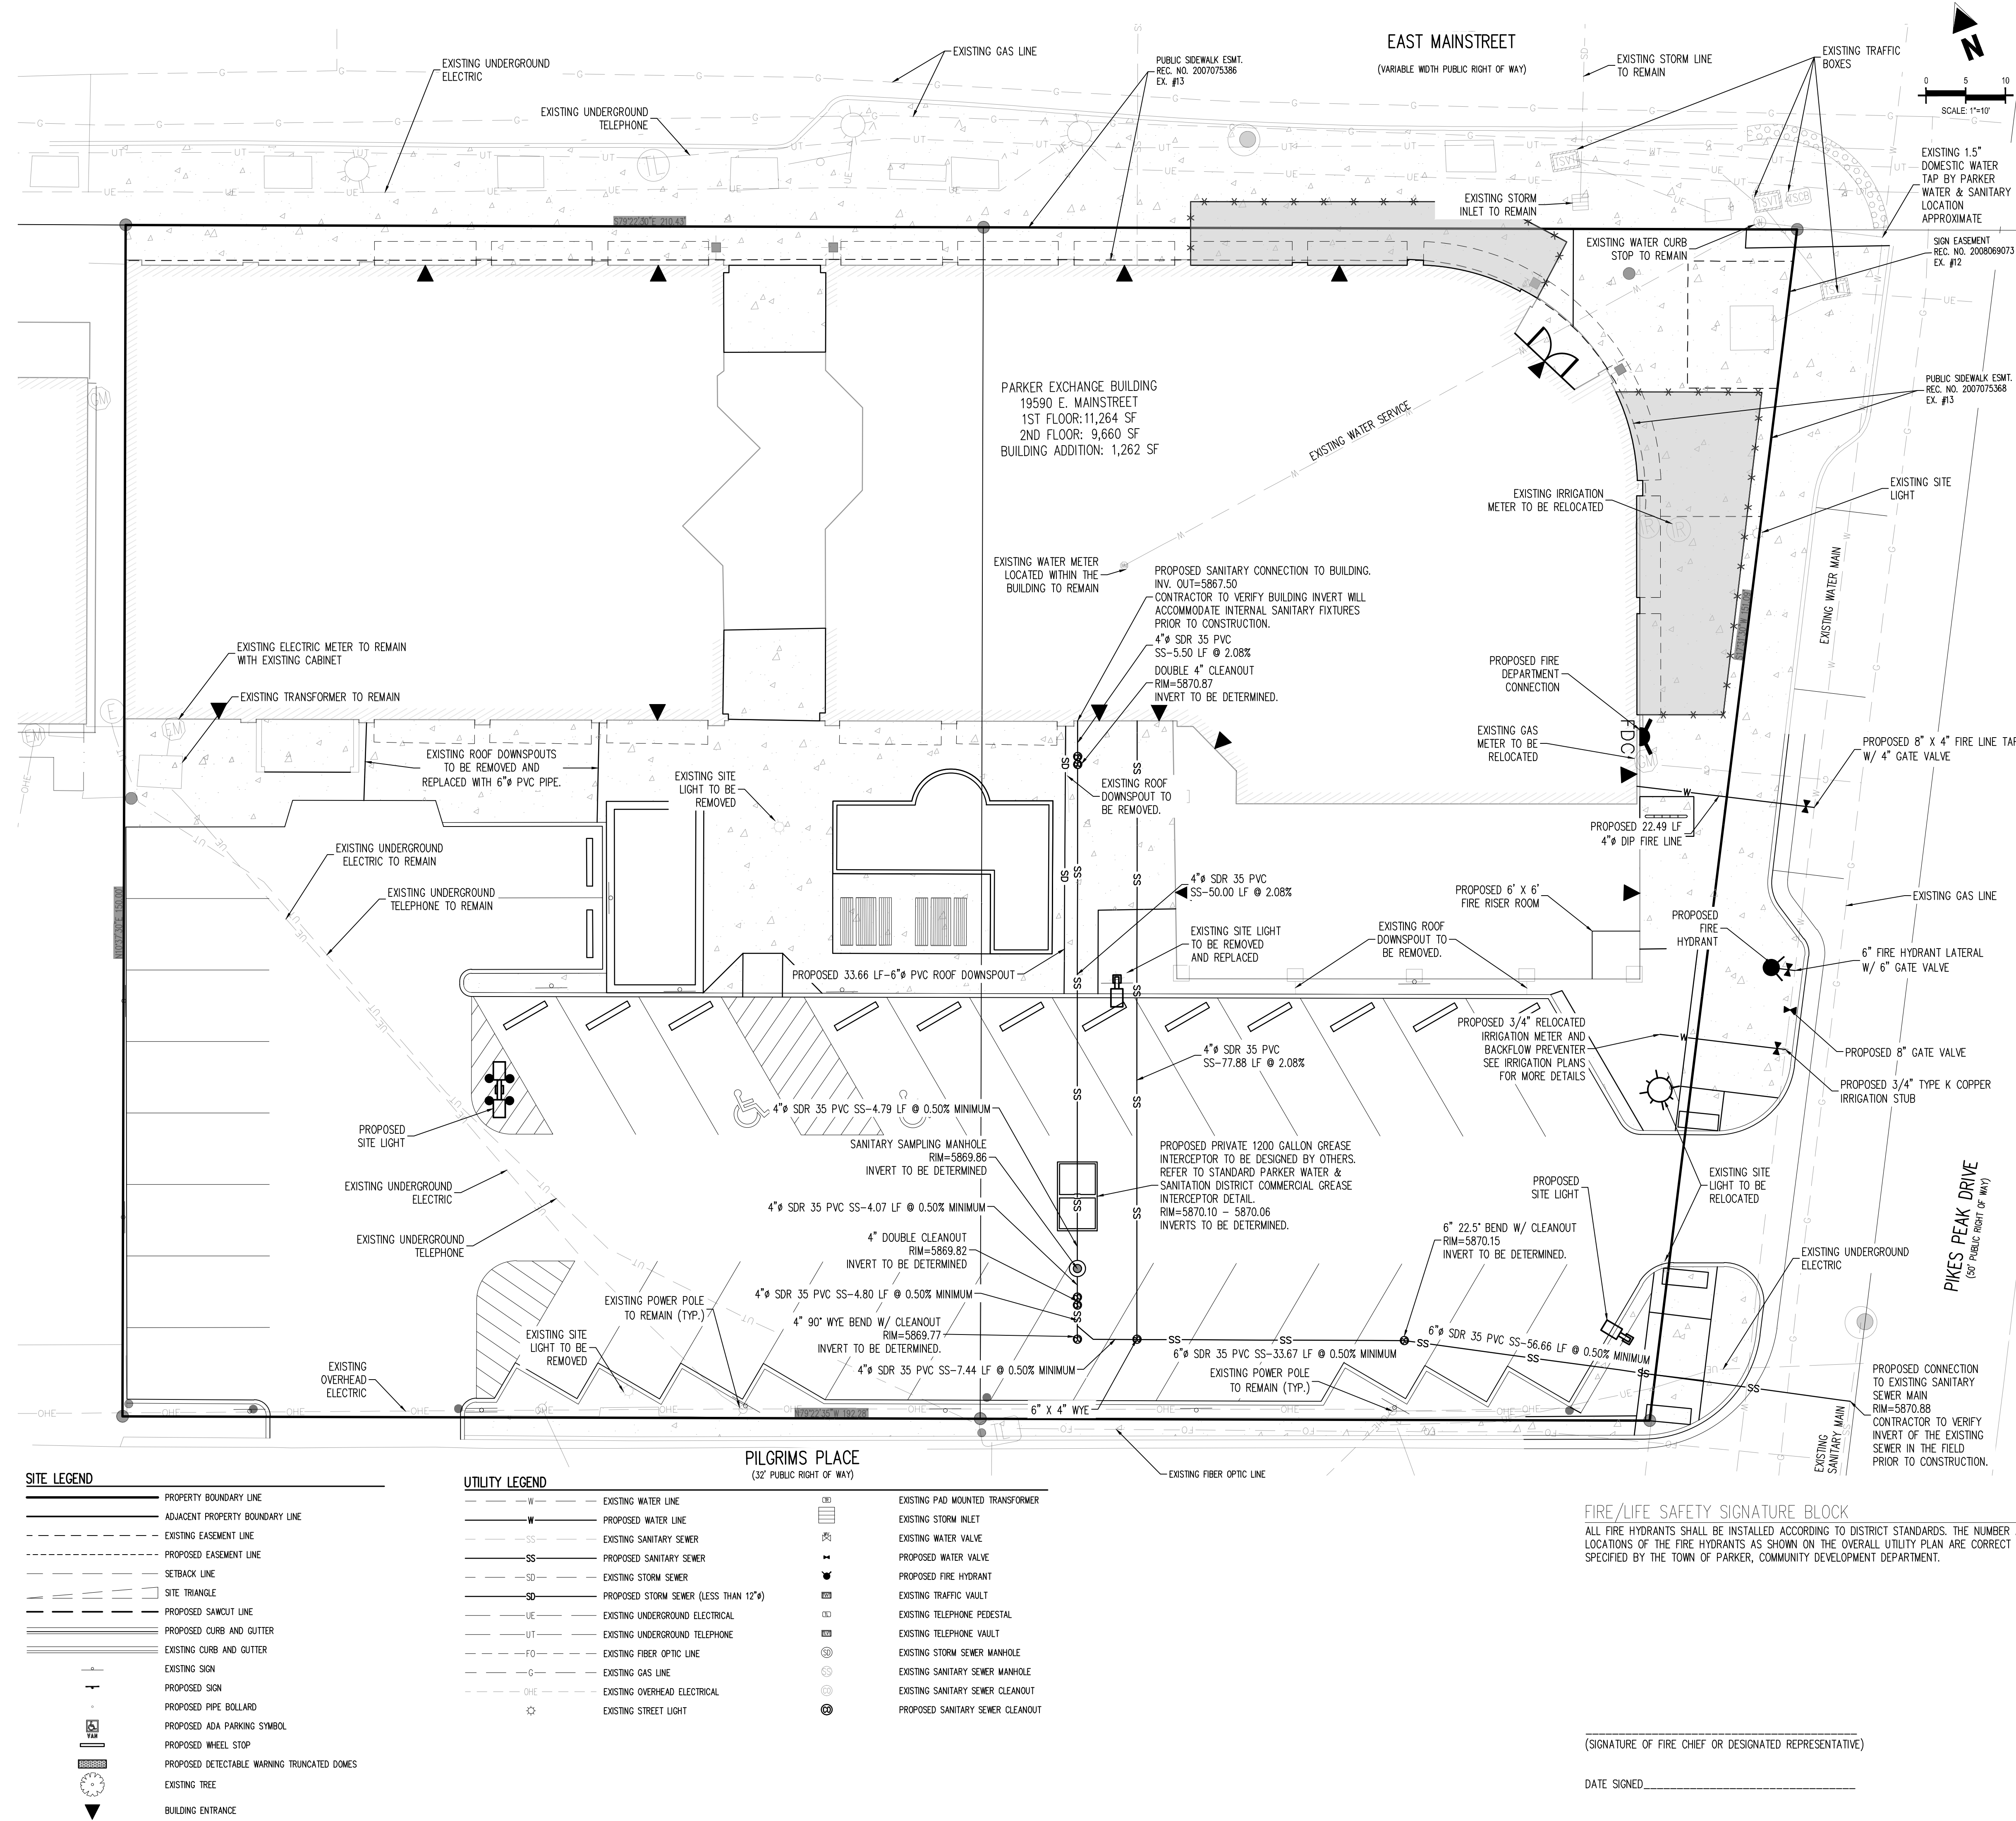 EAST MAINSTREET
(VARIABLE WIDTH PUBLIC RIGHT OF WAY)
N
0 5 10
SCALE: 1"=10'
EXISTING UNDERGROUND
ELECTRIC
EXISTING GAS LINE
PUBLIC SIDEWALK ESMT.
REC. NO. 2007075386
EX. #13
EXISTING STORM LINE
TO REMAIN
EXISTING TRAFFIC
BOXES
EXISTING UNDERGROUND
TELEPHONE
EXISTING 1.5"
DOMESTIC WATER
TAP BY PARKER
WATER & SANITARY
LOCATION
APPROXIMATE
EXISTING STORM
INLET TO REMAIN
S79°22'30"E 210.43'
EXISTING WATER CURB
STOP TO REMAIN
SIGN EASEMENT
REC. NO. 2008069073
EX. #12
PARKER EXCHANGE BUILDING
19590 E. MAINSTREET
1ST FLOOR:11,264 SF
2ND FLOOR: 9,660 SF
BUILDING ADDITION: 1,262 SF
PUBLIC SIDEWALK ESMT.
REC. NO. 2007075368
EX. #13
EXISTING WATER SERVICE
EXISTING SITE
LIGHT
EXISTING IRRIGATION
METER TO BE RELOCATED
EXISTING WATER METER
LOCATED WITHIN THE
BUILDING TO REMAIN
EXISTING WATER MAIN
PROPOSED SANITARY CONNECTION TO BUILDING.
INV. OUT=5867.50
CONTRACTOR TO VERIFY BUILDING INVERT WILL
ACCOMMODATE INTERNAL SANITARY FIXTURES
PRIOR TO CONSTRUCTION.
4"ø SDR 35 PVC
SS-5.50 LF @ 2.08%
DOUBLE 4" CLEANOUT
RIM=5870.87
INVERT TO BE DETERMINED.
EXISTING ELECTRIC METER TO REMAIN
WITH EXISTING CABINET
EXISTING TRANSFORMER TO REMAIN
PROPOSED FIRE
DEPARTMENT
CONNECTION
FDC
EXISTING GAS
METER TO BE
RELOCATED
PROPOSED 8" X 4" FIRE LINE TAP
W/ 4" GATE VALVE
EXISTING ROOF DOWNSPOUTS
TO BE REMOVED AND
REPLACED WITH 6"ø PVC PIPE.
EXISTING SITE
LIGHT TO BE
REMOVED
EXISTING ROOF
DOWNSPOUT TO
BE REMOVED.
PROPOSED 22.49 LF
4"ø DIP FIRE LINE
EXISTING UNDERGROUND
ELECTRIC TO REMAIN
EXISTING UNDERGROUND
TELEPHONE TO REMAIN
4"ø SDR 35 PVC
SS-50.00 LF @ 2.08%
PROPOSED 6' X 6'
FIRE RISER ROOM
EXISTING GAS LINE
N10°37'30"E 150.00'
EXISTING SITE LIGHT
TO BE REMOVED
AND REPLACED
EXISTING ROOF
DOWNSPOUT TO
BE REMOVED.
PROPOSED
FIRE
HYDRANT
6" FIRE HYDRANT LATERAL
W/ 6" GATE VALVE
PROPOSED 33.66 LF-6"ø PVC ROOF DOWNSPOUT
PROPOSED 3/4" RELOCATED
IRRIGATION METER AND
BACKFLOW PREVENTER
SEE IRRIGATION PLANS
FOR MORE DETAILS
PROPOSED 8" GATE VALVE
4"ø SDR 35 PVC
SS-77.88 LF @ 2.08%
PROPOSED 3/4" TYPE K COPPER
IRRIGATION STUB
4"ø SDR 35 PVC SS-4.79 LF @ 0.50% MINIMUM
PROPOSED
SITE LIGHT
SANITARY SAMPLING MANHOLE
RIM=5869.86
INVERT TO BE DETERMINED
PROPOSED PRIVATE 1200 GALLON GREASE
INTERCEPTOR TO BE DESIGNED BY OTHERS.
REFER TO STANDARD PARKER WATER &
SANITATION DISTRICT COMMERCIAL GREASE
INTERCEPTOR DETAIL.
RIM=5870.10 - 5870.06
INVERTS TO BE DETERMINED.
PROPOSED
SITE LIGHT
EXISTING SITE
LIGHT TO BE
RELOCATED
PIKES PEAK DRIVE
(50' PUBLIC RIGHT OF WAY)
EXISTING UNDERGROUND
ELECTRIC
4"ø SDR 35 PVC SS-4.07 LF @ 0.50% MINIMUM
EXISTING UNDERGROUND
TELEPHONE
4" DOUBLE CLEANOUT
RIM=5869.82
INVERT TO BE DETERMINED
6" 22.5° BEND W/ CLEANOUT
RIM=5870.15
INVERT TO BE DETERMINED.
EXISTING UNDERGROUND
ELECTRIC
4"ø SDR 35 PVC SS-4.80 LF @ 0.50% MINIMUM
EXISTING POWER POLE
TO REMAIN (TYP.)
4" 90° WYE BEND W/ CLEANOUT
RIM=5869.77
INVERT TO BE DETERMINED.
EXISTING SITE
LIGHT TO BE
REMOVED
6"ø SDR 35 PVC SS-33.67 LF @ 0.50% MINIMUM
6"ø SDR 35 PVC SS-56.66 LF @ 0.50% MINIMUM
4"ø SDR 35 PVC SS-7.44 LF @ 0.50% MINIMUM
EXISTING
OVERHEAD
ELECTRIC
EXISTING POWER POLE
TO REMAIN (TYP.)
PROPOSED CONNECTION
TO EXISTING SANITARY
SEWER MAIN
RIM=5870.88
CONTRACTOR TO VERIFY
INVERT OF THE EXISTING
SEWER IN THE FIELD
PRIOR TO CONSTRUCTION.
6" X 4" WYE
N79°22'35"W 192.28'
EXISTING
SANITARY MAIN
PILGRIMS PLACE
(32' PUBLIC RIGHT OF WAY)
EXISTING FIBER OPTIC LINE
SITE LEGEND
PROPERTY BOUNDARY LINE
ADJACENT PROPERTY BOUNDARY LINE
EXISTING EASEMENT LINE
PROPOSED EASEMENT LINE
SETBACK LINE
SITE TRIANGLE
PROPOSED SAWCUT LINE
PROPOSED CURB AND GUTTER
EXISTING CURB AND GUTTER
EXISTING SIGN
PROPOSED SIGN
PROPOSED PIPE BOLLARD
PROPOSED ADA PARKING SYMBOL
VAN
PROPOSED WHEEL STOP
PROPOSED DETECTABLE WARNING TRUNCATED DOMES
EXISTING TREE
BUILDING ENTRANCE
UTILITY LEGEND
W EXISTING WATER LINE
W PROPOSED WATER LINE
SS EXISTING SANITARY SEWER
SS PROPOSED SANITARY SEWER
SD EXISTING STORM SEWER
SD PROPOSED STORM SEWER (LESS THAN 12"ø)
UE EXISTING UNDERGROUND ELECTRICAL
UT EXISTING UNDERGROUND TELEPHONE
FO EXISTING FIBER OPTIC LINE
G EXISTING GAS LINE
OHE EXISTING OVERHEAD ELECTRICAL
EXISTING STREET LIGHT
EXISTING PAD MOUNTED TRANSFORMER
EXISTING STORM INLET
EXISTING WATER VALVE
PROPOSED WATER VALVE
PROPOSED FIRE HYDRANT
EXISTING TRAFFIC VAULT
EXISTING TELEPHONE PEDESTAL
EXISTING TELEPHONE VAULT
SD EXISTING STORM SEWER MANHOLE
SS EXISTING SANITARY SEWER MANHOLE
EXISTING SANITARY SEWER CLEANOUT
PROPOSED SANITARY SEWER CLEANOUT
FIRE/LIFE SAFETY SIGNATURE BLOCK
ALL FIRE HYDRANTS SHALL BE INSTALLED ACCORDING TO DISTRICT STANDARDS. THE NUMBER
LOCATIONS OF THE FIRE HYDRANTS AS SHOWN ON THE OVERALL UTILITY PLAN ARE CORRECT
SPECIFIED BY THE TOWN OF PARKER, COMMUNITY DEVELOPMENT DEPARTMENT.
(SIGNATURE OF FIRE CHIEF OR DESIGNATED REPRESENTATIVE)
DATE SIGNED